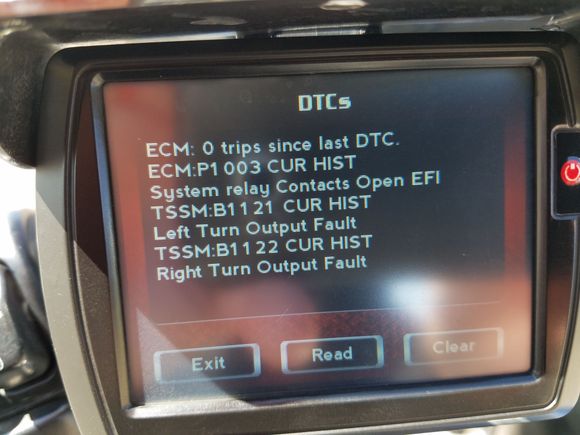 DTCs
ECM: 0 trips since last DTC.
ECM:P1003 CUR HIST
System relay Contacts Open EFI
TSSM:B1121 CUR HIST
Left Turn Output Fault
TSSM:B1122 CUR HIST
Right Turn Output Fault
Exit Read Clear